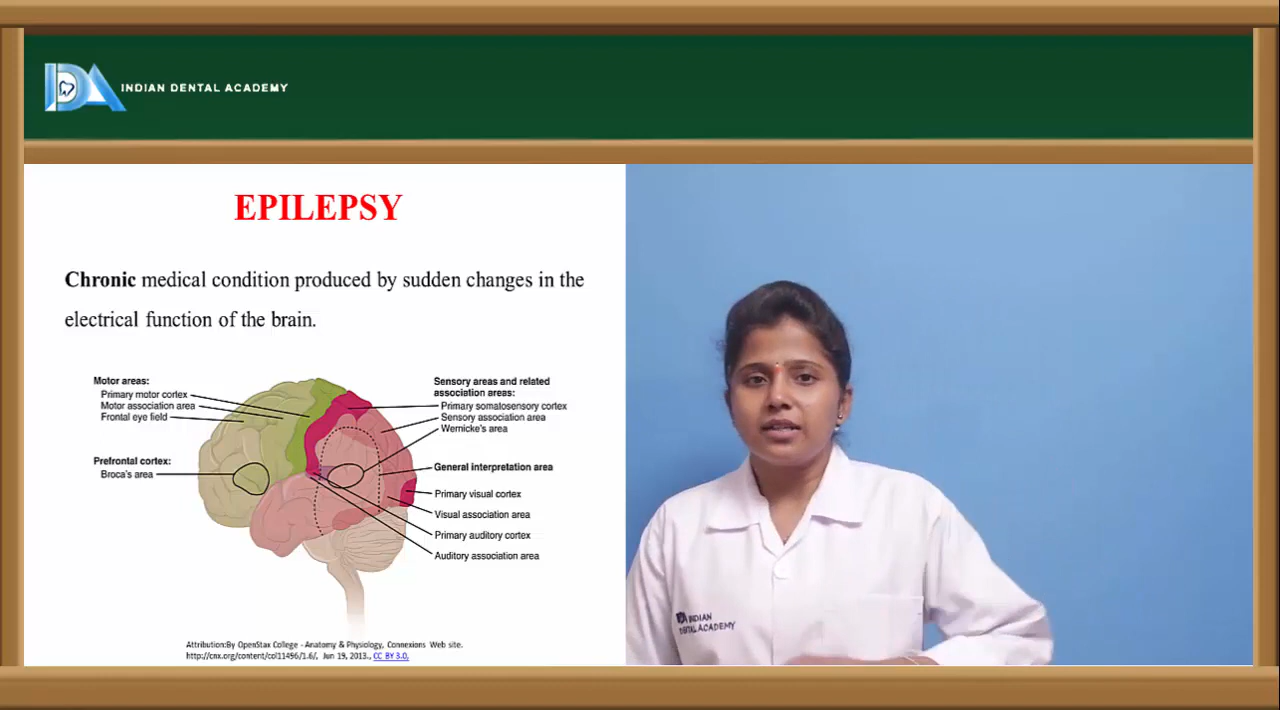 INDIAN DENTAL ACADEMY
EPILEPSY
Chronic medical condition produced by sudden changes in the
electrical function of the brain.
Motor areas:
Primary motor cortex
Motor association area
Frontal eye field
Prefrontal cortex:
Broca's area
Sensory areas and related
association areas:
Primary somalosensory cortex
Sensory association area
Wernicke's area
General interpretation area
Primary visual cortex
Visual association area
Primary auditory cortex
Auditory association area
Attribution:By OpenStax College - Anatomy & Physiology, Connexions Web site.
http://cnx.org/content/col11496/1.6/, Jun 19, 2013., CC BY 3.0,
INDIAN
DENTAL ACADEMY